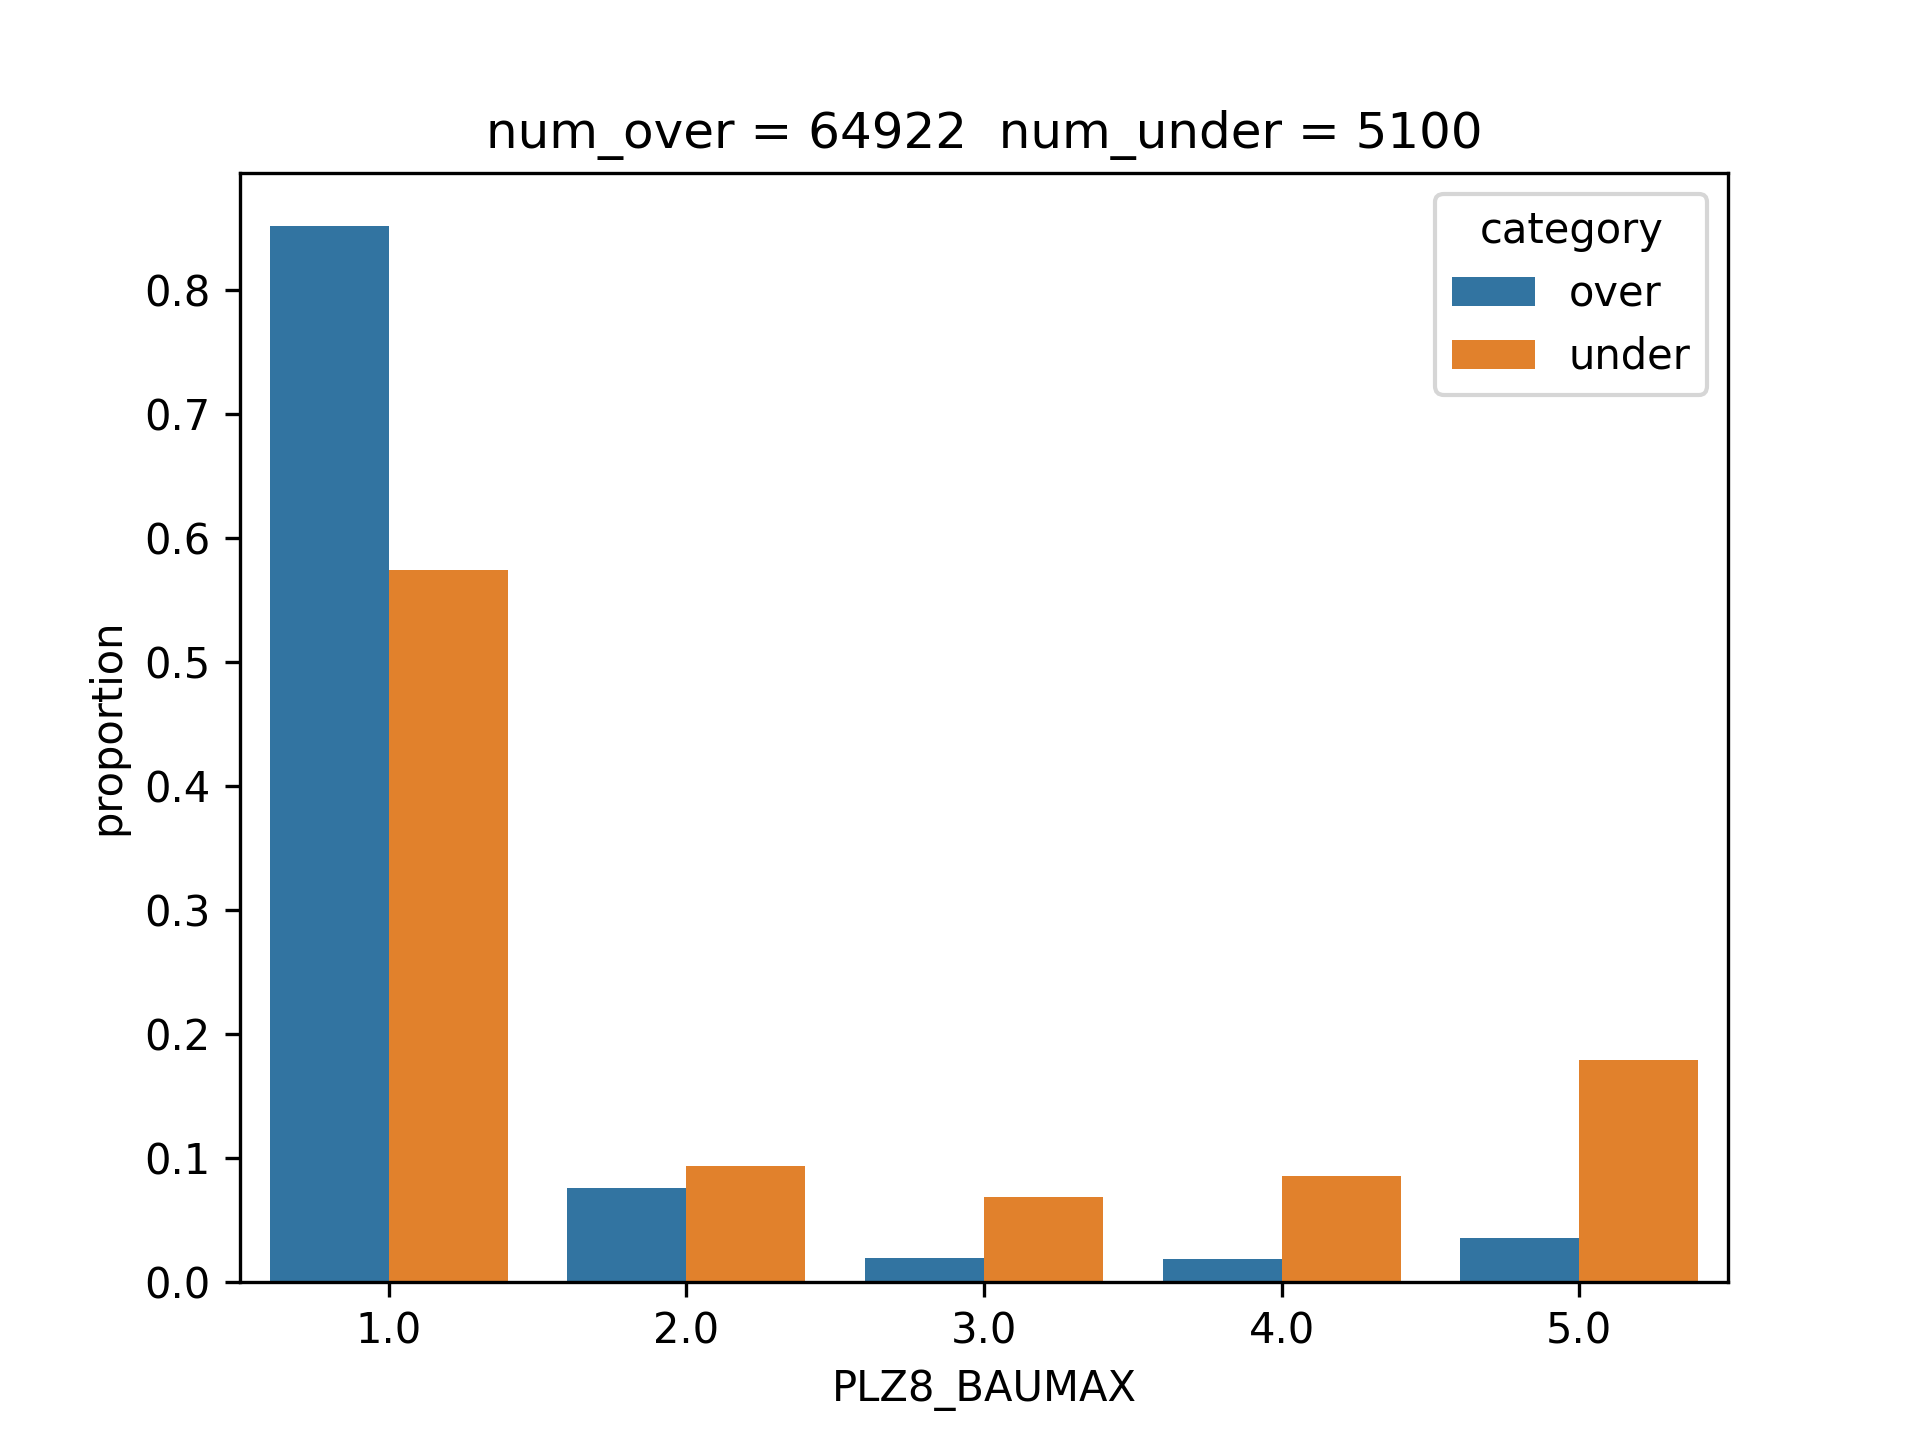 num_over = 64922  num_under = 5100
category
over
under
0.8
0.7
0.6
0.5
0.4
0.3
0.2
0.1
0.0
proportion
1.0 2.0 3.0 4.0 5.0
PLZ8_BAUMAX